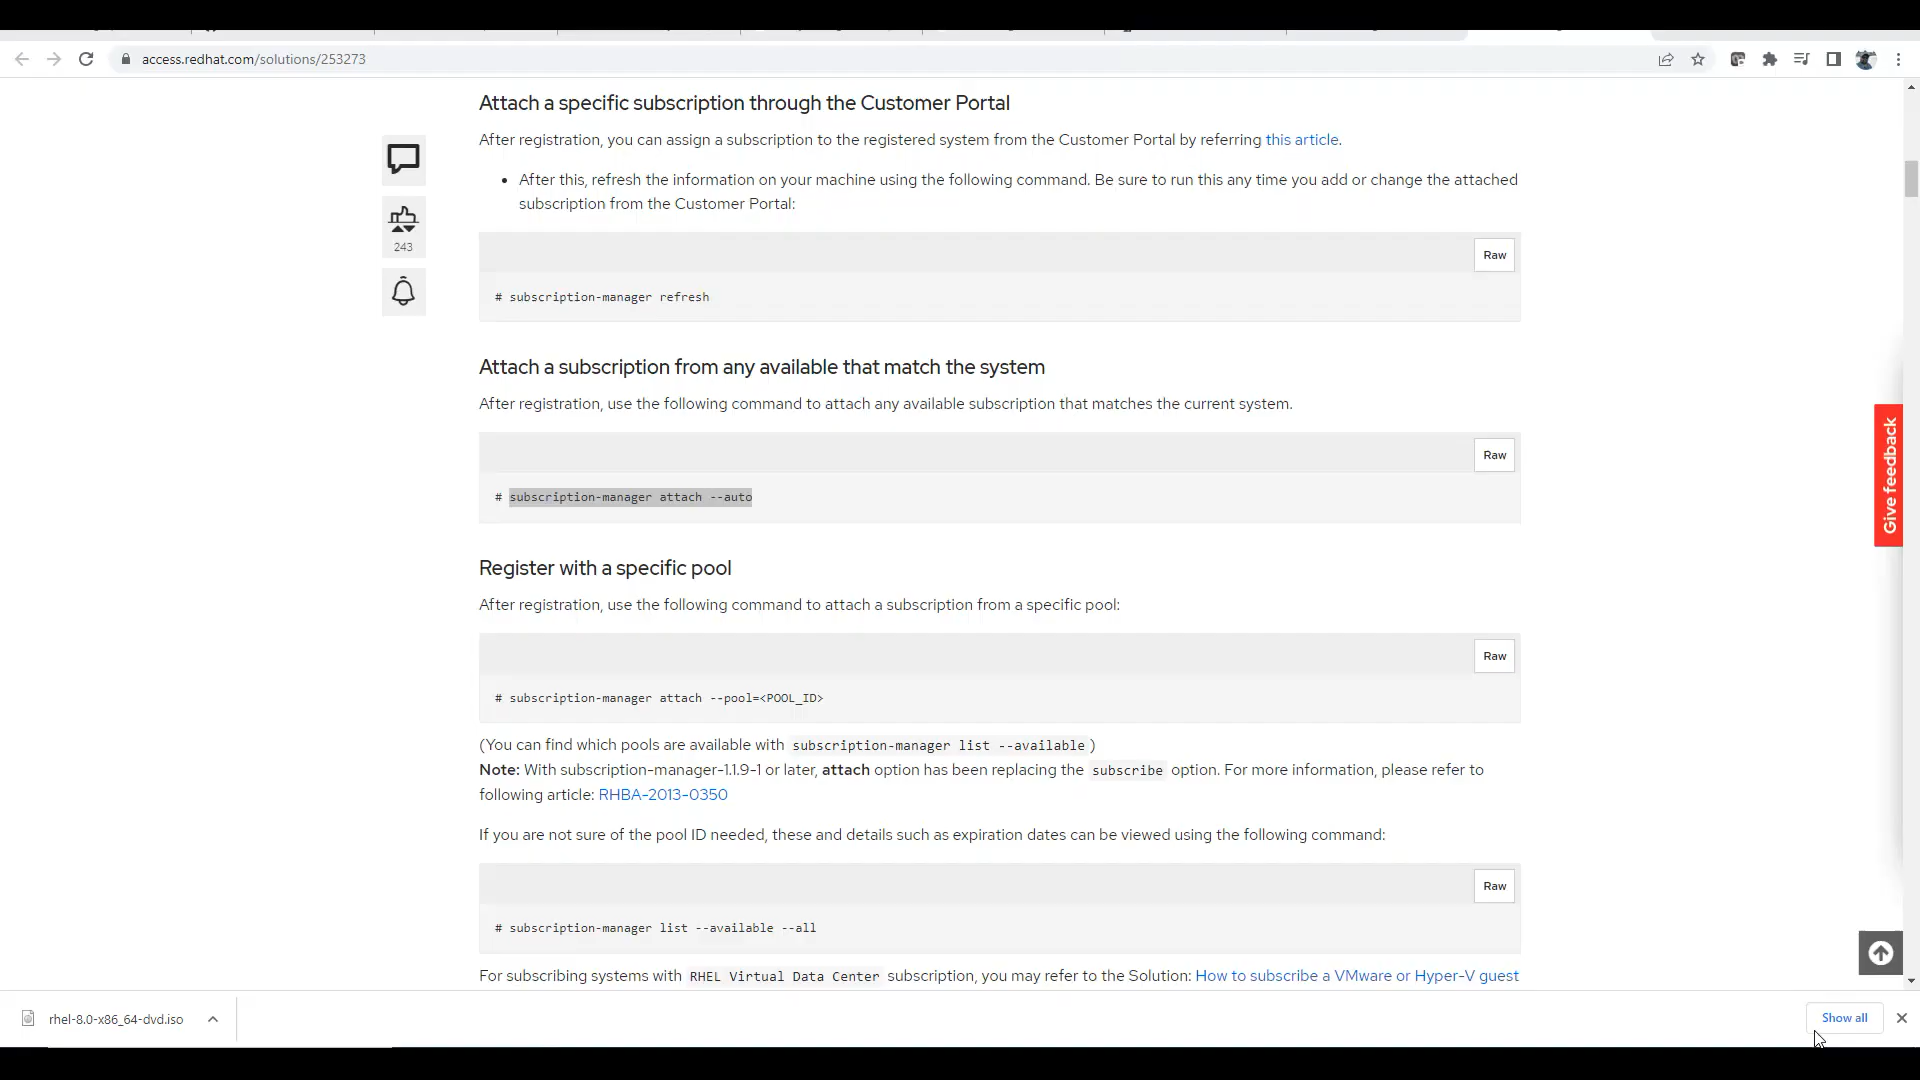 access.redhat.com/solutions/253273
Attach a specific subscription through the Customer Portal
After registration, you can assign a subscription to the registered system from the Customer Portal by referring this article.
• After this, refresh the information on your machine using the following command. Be sure to run this any time you add or change the attached
subscription from the Customer Portal:
243
Raw
# subscription-manager refresh
Attach a subscription from any available that match the system
After registration, use the following command to attach any available subscription that matches the current system.
Raw
# subscription-manager attach --auto
Give feedback
Register with a specific pool
After registration, use the following command to attach a subscription from a specific pool:
Raw
# subscription-manager attach --pool=<POOL_ID>
(You can find which pools are available with subscription-manager list --available )
Note: With subscription-manager-1.1.9-1 or later, attach option has been replacing the subscribe option. For more information, please refer to
following article: RHBA-2013-0350
If you are not sure of the pool ID needed, these and details such as expiration dates can be viewed using the following command:
Raw
# subscription-manager list --available --all
For subscribing systems with RHEL Virtual Data Center subscription, you may refer to the Solution: How to subscribe a VMware or Hyper-V guest
rhel-8.0-x86_64-dvd.iso
Show all